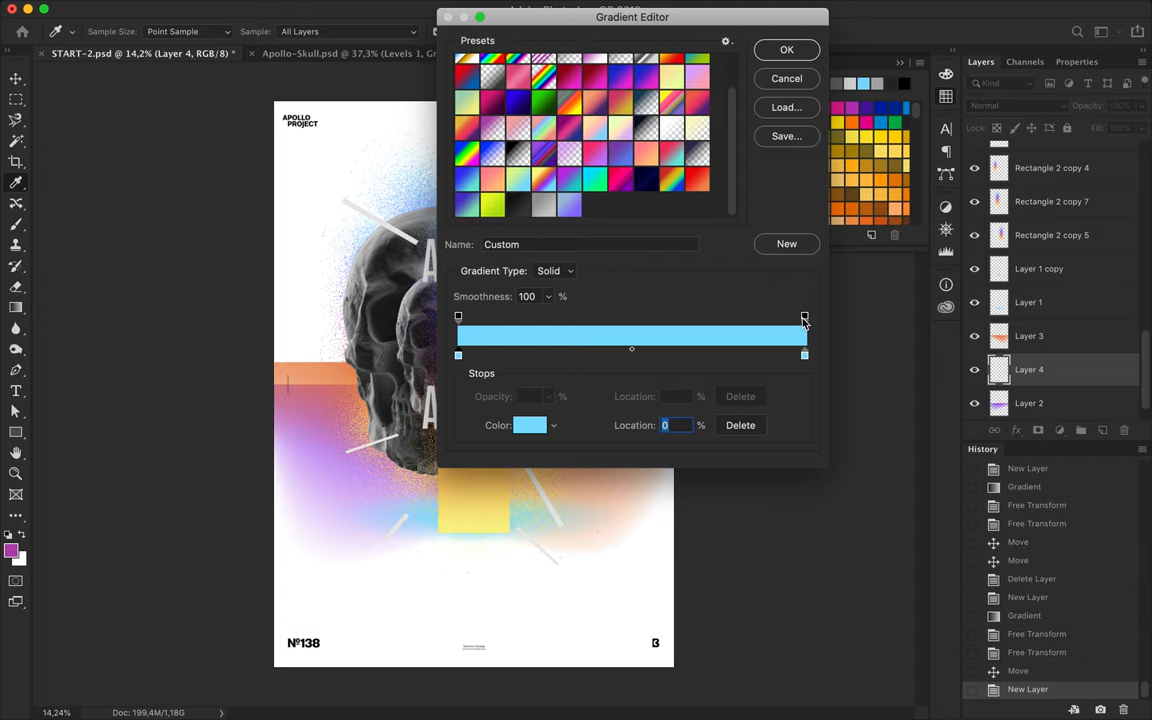 Gradient Editor
Sample Size: Point Sample
Sample: All Layers
START-2.psd @ 14,2% (Layer 4, RGB/8) *
Apollo-Skull.psd @ 37,3% (Levels 1,
Presets
OK
Cancel
Load...
Save...
Name: Custom
New
Gradient Type: Solid
Smoothness: 100 %
Stops
Opacity: %
Location: %
Delete
Color:
Location: 0 %
Delete
APOLLO
PROJECT
A
A
Nº138
Layers
Channels
Properties
Kind
Normal
Opacity: 100%
Lock:
Fill:
Rectangle 2 copy 4
Rectangle 2 copy 7
Rectangle 2 copy 5
Layer 1 copy
Layer 1
Layer 3
Layer 4
Layer 2
fx
History
New Layer
Gradient
Free Transform
Free Transform
Move
Move
Delete Layer
New Layer
Gradient
Free Transform
Free Transform
Move
New Layer
14,24%
Doc: 199,4M/1,18G